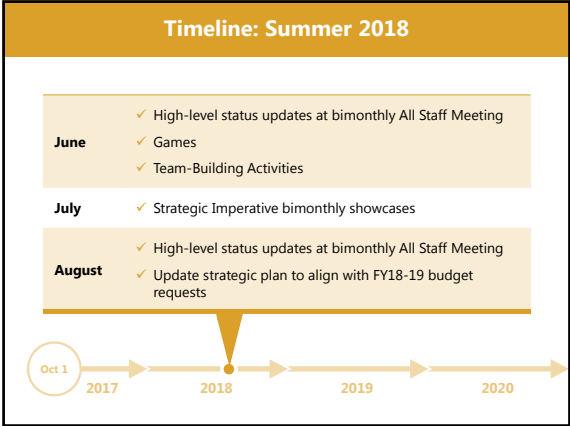 Timeline: Summer 2018
✓ High-level status updates at bimonthly All Staff Meeting
June ✓ Games
✓ Team-Building Activities
July ✓ Strategic Imperative bimonthly showcases
✓ High-level status updates at bimonthly All Staff Meeting
August ✓ Update strategic plan to align with FY18-19 budget
requests
Oct 1
2017 2018 2019 2020